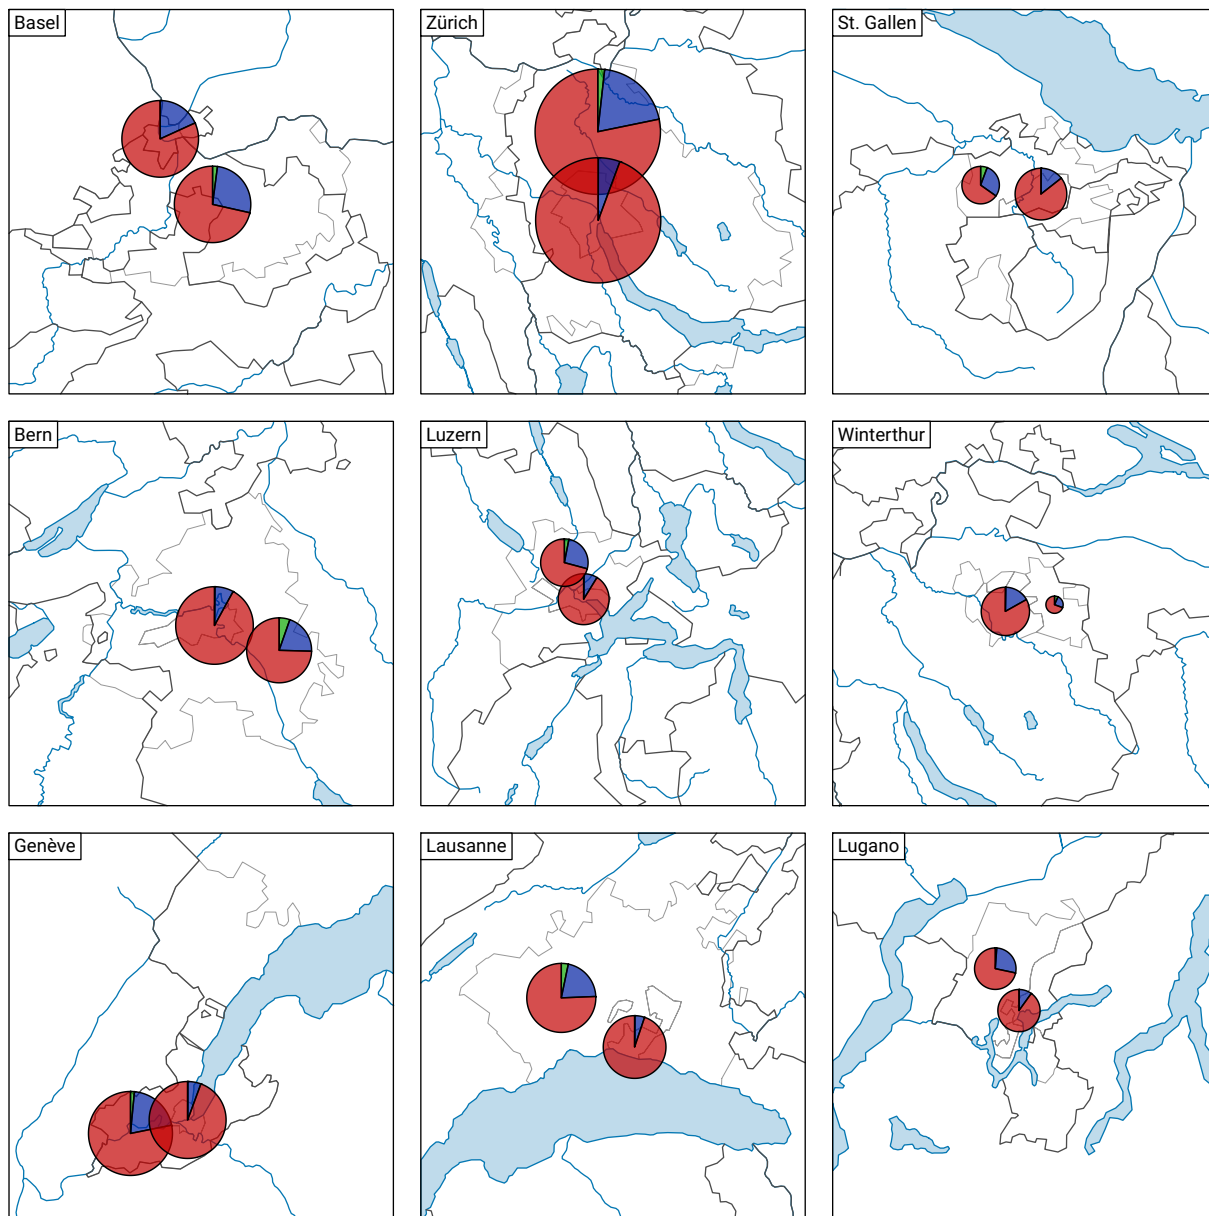 Basel
Zürich
St. Gallen
Bern
Luzern
Winterthur
Genève
Lausanne
Lugano